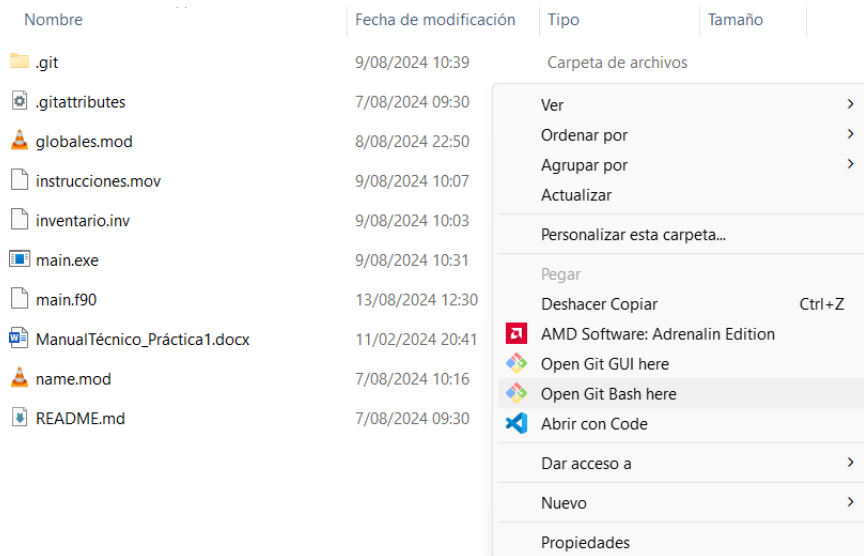 Nombre Fecha de modificación Tipo Tamaño
.git 9/08/2024 10:39 Carpeta de archivos
.gitattributes 7/08/2024 09:30
globales.mod 8/08/2024 22:50
instrucciones.mov 9/08/2024 10:07
inventario.inv 9/08/2024 10:03
main.exe 9/08/2024 10:31
main.f90 13/08/2024 12:30
ManualTécnico_Práctica1.docx 11/02/2024 20:41
name.mod 7/08/2024 10:16
README.md 7/08/2024 09:30
Ver
Ordenar por
Agrupar por
Actualizar
Personalizar esta carpeta...
Pegar
Deshacer Copiar Ctrl+Z
AMD Software: Adrenalin Edition
Open Git GUI here
Open Git Bash here
Abrir con Code
Dar acceso a
Nuevo
Propiedades